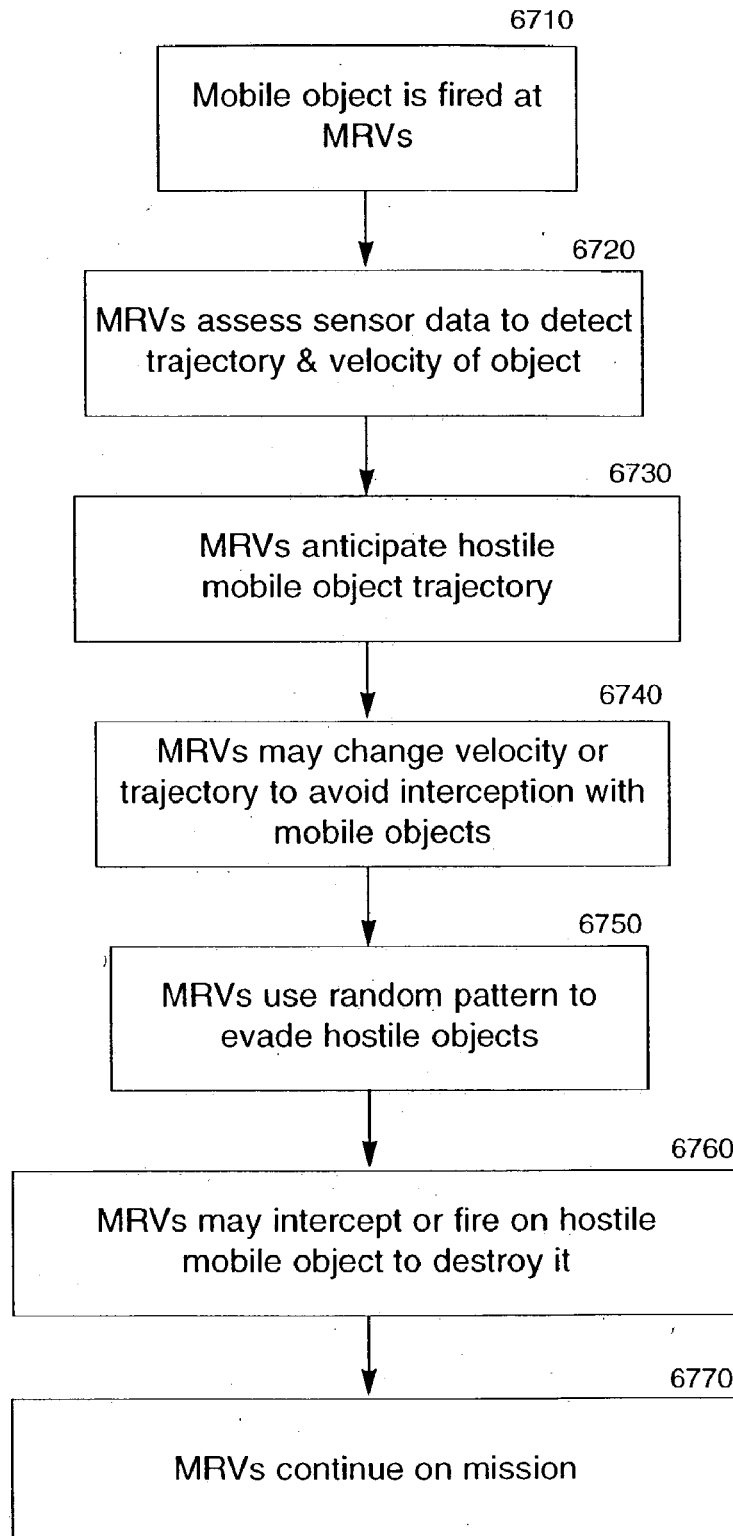 6710
Mobile object is fired at
MRVs
6720
MRVs assess sensor data to detect
trajectory & velocity of object
6730
MRVs anticipate hostile
mobile object trajectory
6740
MRVs may change velocity or
trajectory to avoid interception with
mobile objects
6750
MRVs use random pattern to
evade hostile objects
6760
MRVs may intercept or fire on hostile
mobile object to destroy it
6770
MRVs continue on mission